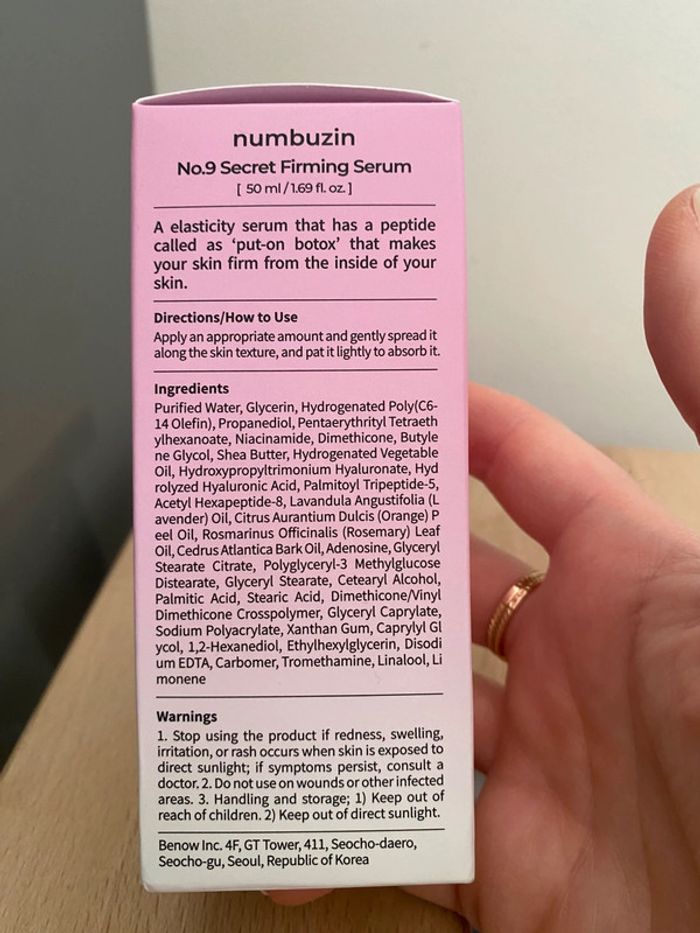 numbuzin
No.9 Secret Firming Serum
[ 50 ml / 1.69 fl. oz. ]
A elasticity serum that has a peptide
called as ‘put-on botox’ that makes
your skin firm from the inside of your
skin.
Directions/How to Use
Apply an appropriate amount and gently spread it
along the skin texture, and pat it lightly to absorb it.
Ingredients
Purified Water, Glycerin, Hydrogenated Poly(C6-
14 Olefin), Propanediol, Pentaerythrityl Tetraeth
ylhexanoate, Niacinamide, Dimethicone, Butyle
ne Glycol, Shea Butter, Hydrogenated Vegetable
Oil, Hydroxypropyltrimonium Hyaluronate, Hyd
rolyzed Hyaluronic Acid, Palmitoyl Tripeptide-5,
Acetyl Hexapeptide-8, Lavandula Angustifolia (L
avender) Oil, Citrus Aurantium Dulcis (Orange) P
eel Oil, Rosmarinus Officinalis (Rosemary) Leaf
Oil, Cedrus Atlantica Bark Oil, Adenosine, Glyceryl
Stearate Citrate, Polyglyceryl-3 Methylglucose
Distearate, Glyceryl Stearate, Cetearyl Alcohol,
Palmitic Acid, Stearic Acid, Dimethicone/Vinyl
Dimethicone Crosspolymer, Glyceryl Caprylate,
Sodium Polyacrylate, Xanthan Gum, Caprylyl Gl
ycol, 1,2-Hexanediol, Ethylhexylglycerin, Disodi
um EDTA, Carbomer, Tromethamine, Linalool, Li
monene
Warnings
1. Stop using the product if redness, swelling,
irritation, or rash occurs when skin is exposed to
direct sunlight; if symptoms persist, consult a
doctor. 2. Do not use on wounds or other infected
areas. 3. Handling and storage; 1) Keep out of
reach of children. 2) Keep out of direct sunlight.
Benow Inc. 4F, GT Tower, 411, Seocho-daero,
Seocho-gu, Seoul, Republic of Korea